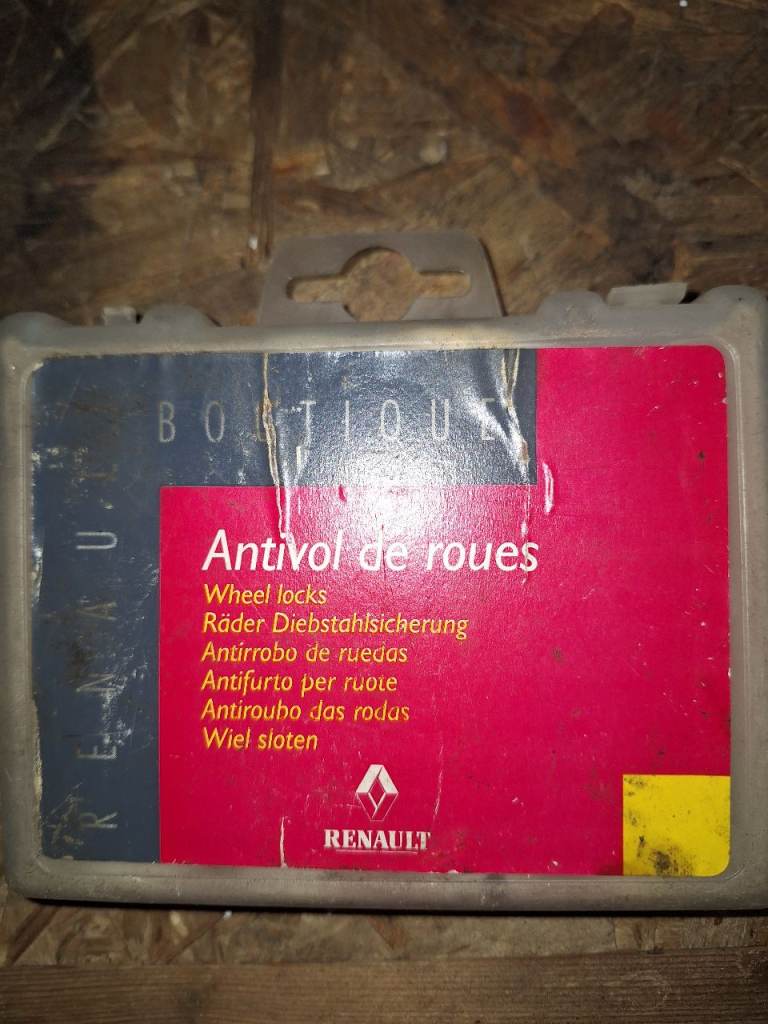 BOUTIQUE
RENAULT
Antivol de roues
Wheel locks
Räder Diebstahlsicherung
Antirrobo de ruedas
Antifurto per ruote
Antiroubo das rodas
Wiel sloten
RENAULT